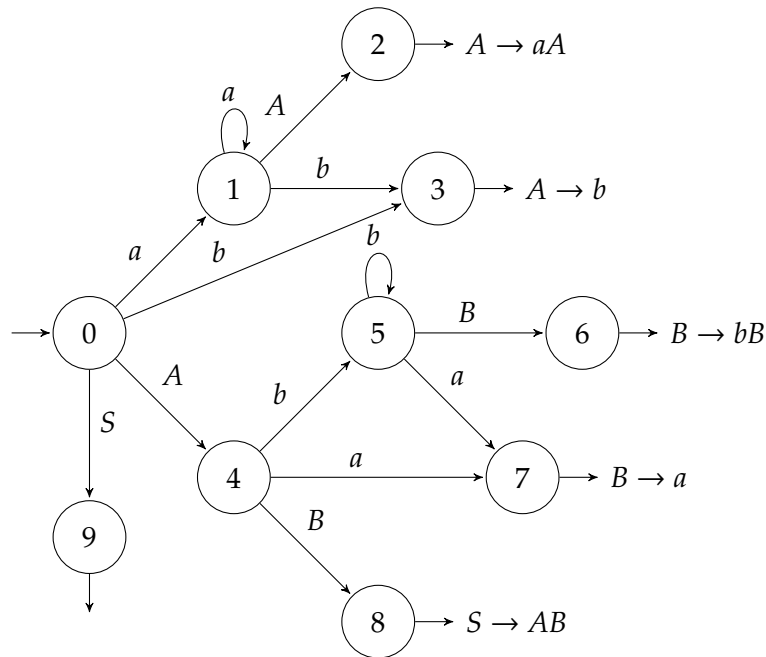 2 A → aA
a A
1 b 3 A → b
a b
b
0 5 B 6 B → bB
A b a
S
4 a 7 B → a
9 B
8 S → AB